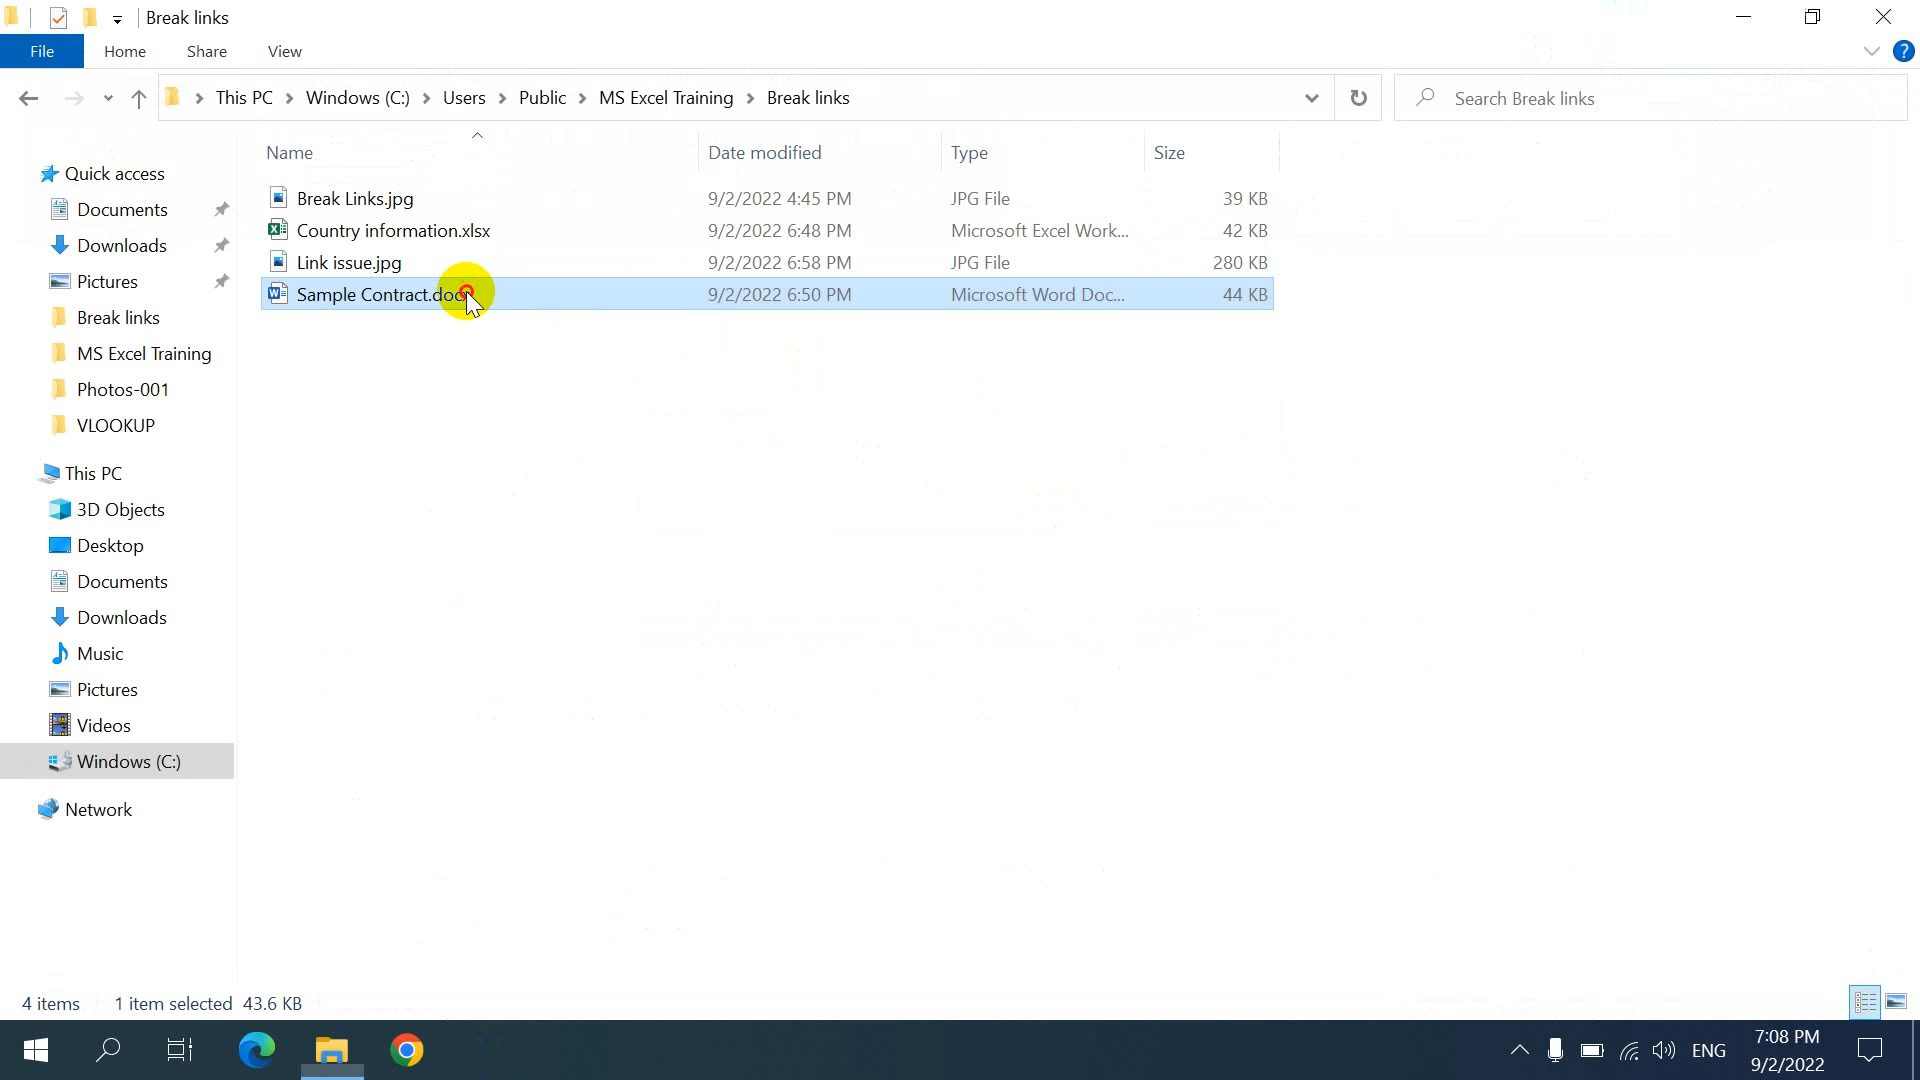 Break links
File Home Share View
This PC Windows (C:) Users Public MS Excel Training Break links
Search Break links
Name Date modified Type Size
Break Links.jpg 9/2/2022 4:45 PM JPG File 39 KB
Country information.xlsx 9/2/2022 6:48 PM Microsoft Excel Work... 42 KB
Link issue.jpg 9/2/2022 6:58 PM JPG File 280 KB
Sample Contract.doc 9/2/2022 6:50 PM Microsoft Word Doc... 44 KB
Quick access
Documents
Downloads
Pictures
Break links
MS Excel Training
Photos-001
VLOOKUP
This PC
3D Objects
Desktop
Documents
Downloads
Music
Pictures
Videos
Windows (C:)
Network
4 items 1 item selected 43.6 KB
ENG
7:08 PM
9/2/2022